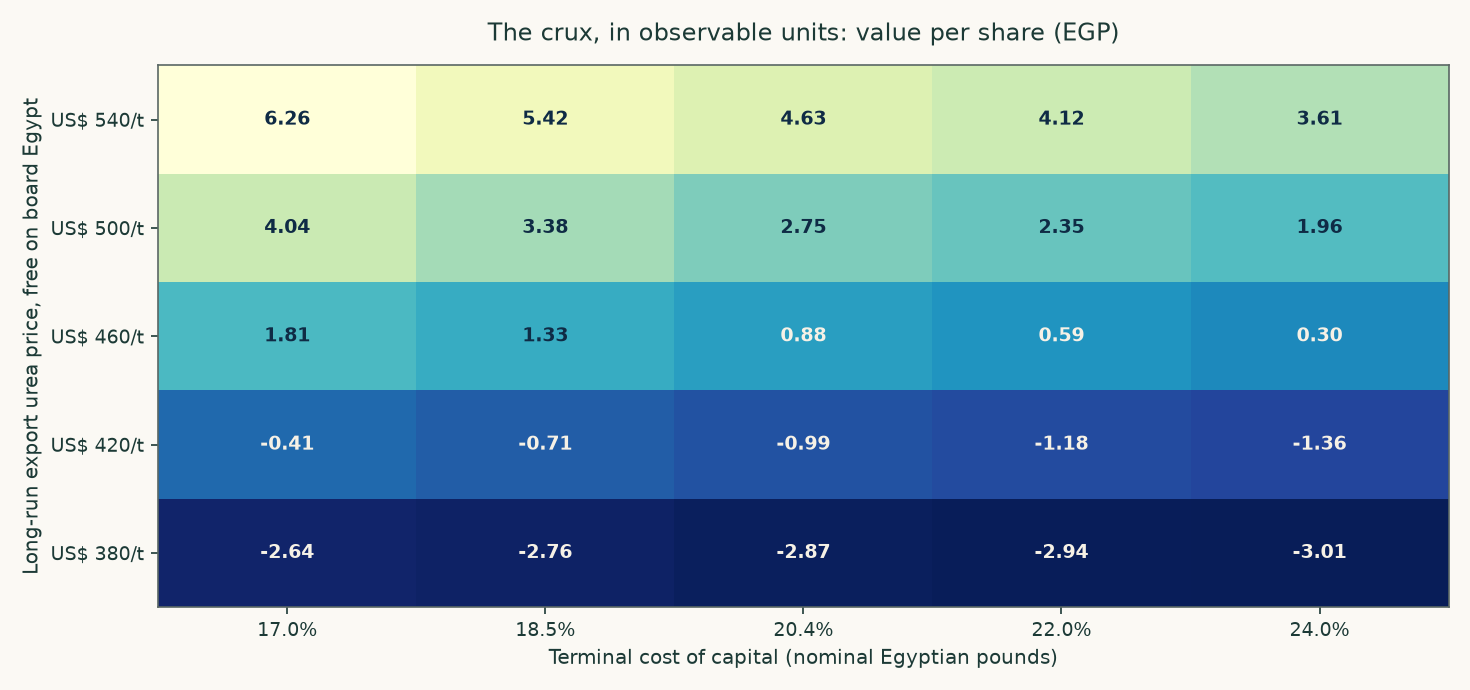 The crux, in observable units: value per share (EGP)
Long-run export urea price, free on board Egypt
US$ 540/t 6.26 5.42 4.63 4.12 3.61
US$ 500/t 4.04 3.38 2.75 2.35 1.96
US$ 460/t 1.81 1.33 0.88 0.59 0.30
US$ 420/t -0.41 -0.71 -0.99 -1.18 -1.36
US$ 380/t -2.64 -2.76 -2.87 -2.94 -3.01
17.0% 18.5% 20.4% 22.0% 24.0%
Terminal cost of capital (nominal Egyptian pounds)